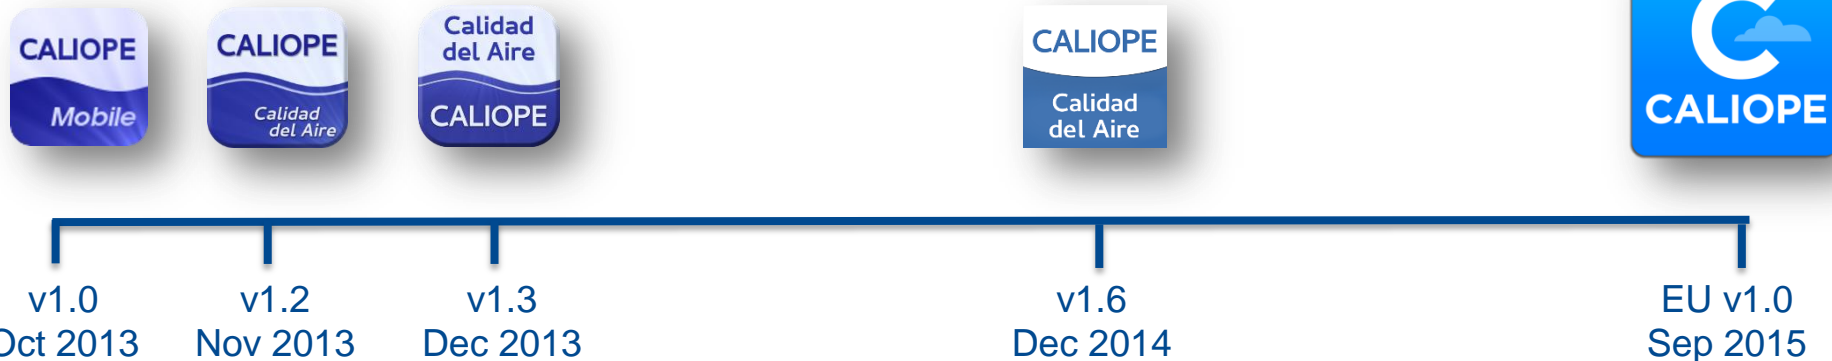 CALIOPE
Mobile
CALIOPE
Calidad
del Aire
Calidad
del Aire
CALIOPE
CALIOPE
Calidad
del Aire
C
CALIOPE
v1.0
Oct 2013
v1.2
Nov 2013
v1.3
Dec 2013
v1.6
Dec 2014
EU v1.0
Sep 2015